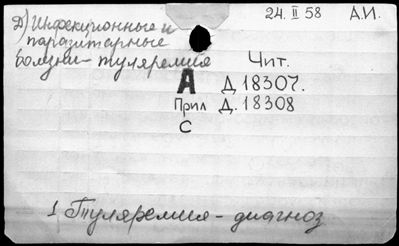 24. II 58 А.И.
Д) Инфекционные и
паразитарные
болезни - туляремия
Чит.
А Д 18307.
Прил Д. 18308
С
1 Туляремия - диагноз